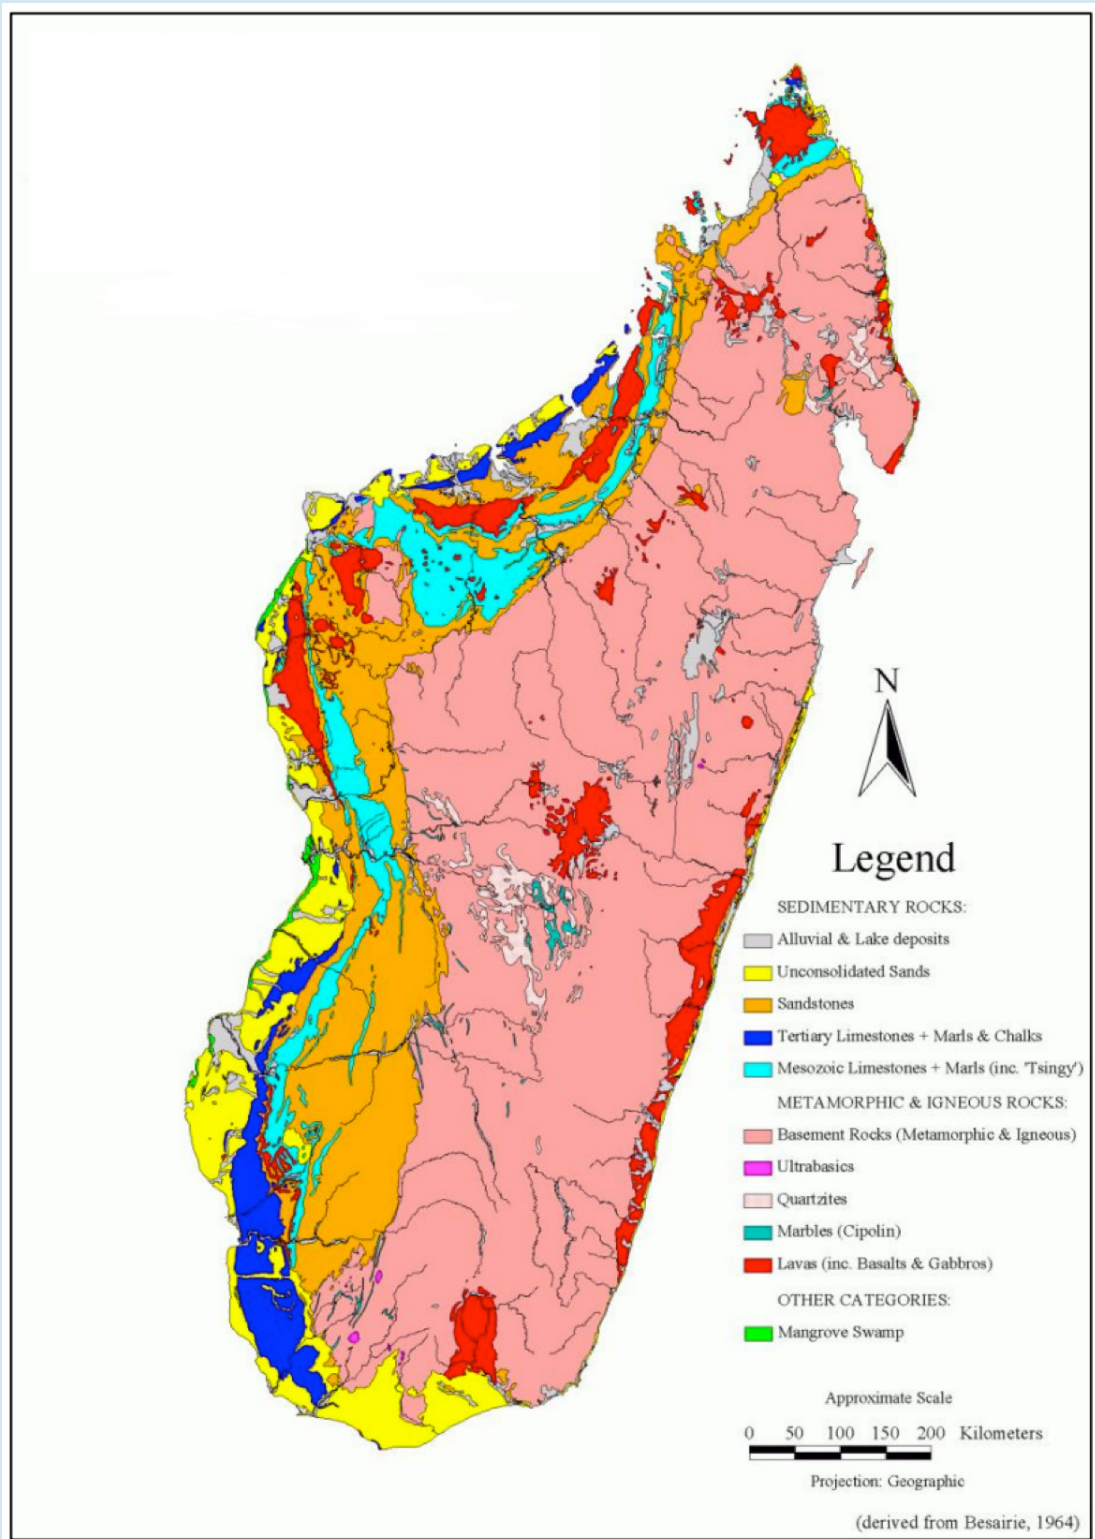 N
Legend
SEDIMENTARY ROCKS:
Alluvial & Lake deposits
Unconsolidated Sands
Sandstones
Tertiary Limestones + Marls & Chalks
Mesozoic Limestones + Marls (inc. 'Tsingy')
METAMORPHIC & IGNEOUS ROCKS:
Basement Rocks (Metamorphic & Igneous)
Ultrabasics
Quartzites
Marbles (Cipolin)
Lavas (inc. Basalts & Gabbros)
OTHER CATEGORIES:
Mangrove Swamp
Approximate Scale
0 50 100 150 200 Kilometers
Projection: Geographic
(derived from Besairie, 1964)